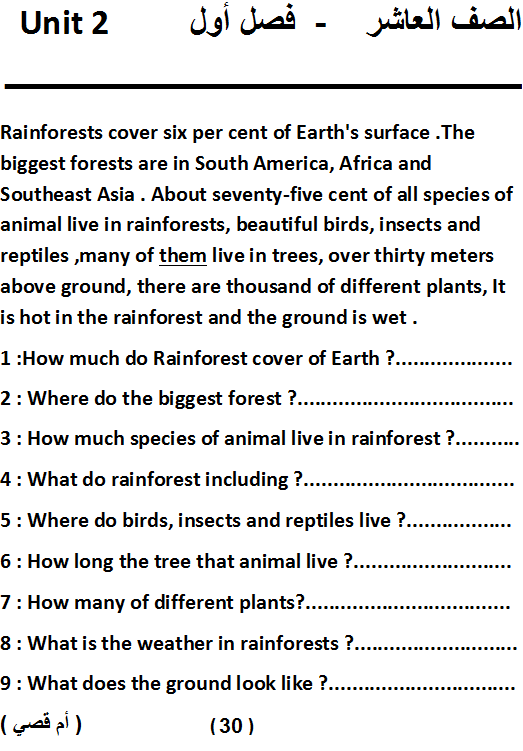 Unit 2 الصف العاشر - فصل أول
Rainforests cover six per cent of Earth's surface .The
biggest forests are in South America, Africa and
Southeast Asia . About seventy-five cent of all species of
animal live in rainforests, beautiful birds, insects and
reptiles ,many of them live in trees, over thirty meters
above ground, there are thousand of different plants, It
is hot in the rainforest and the ground is wet .
1 :How much do Rainforest cover of Earth ?....................
2 : Where do the biggest forest ?.....................................
3 : How much species of animal live in rainforest ?...........
4 : What do rainforest including ?....................................
5 : Where do birds, insects and reptiles live ?..................
6 : How long the tree that animal live ?...........................
7 : How many of different plants?...................................
8 : What is the weather in rainforests ?............................
9 : What does the ground look like ?................................
( أم قصي ) ( 30 )